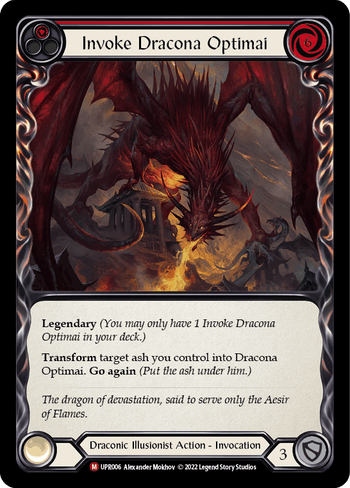 Invoke Dracona Optimai
Legendary (You may only have 1 Invoke Dracona
Optimai in your deck.)
Transform target ash you control into Dracona
Optimai. Go again (Put the ash under him.)
The dragon of devastation, said to serve only the Aesir
of Flames.
Draconic Illusionist Action - Invocation
3
M UPR006 Alexander Mokhov © 2022 Legend Story Studios